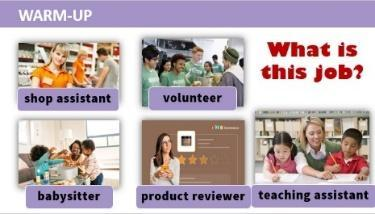 WARM-UP
What is
this job?
shop assistant
volunteer
babysitter
product reviewer
teaching assistant